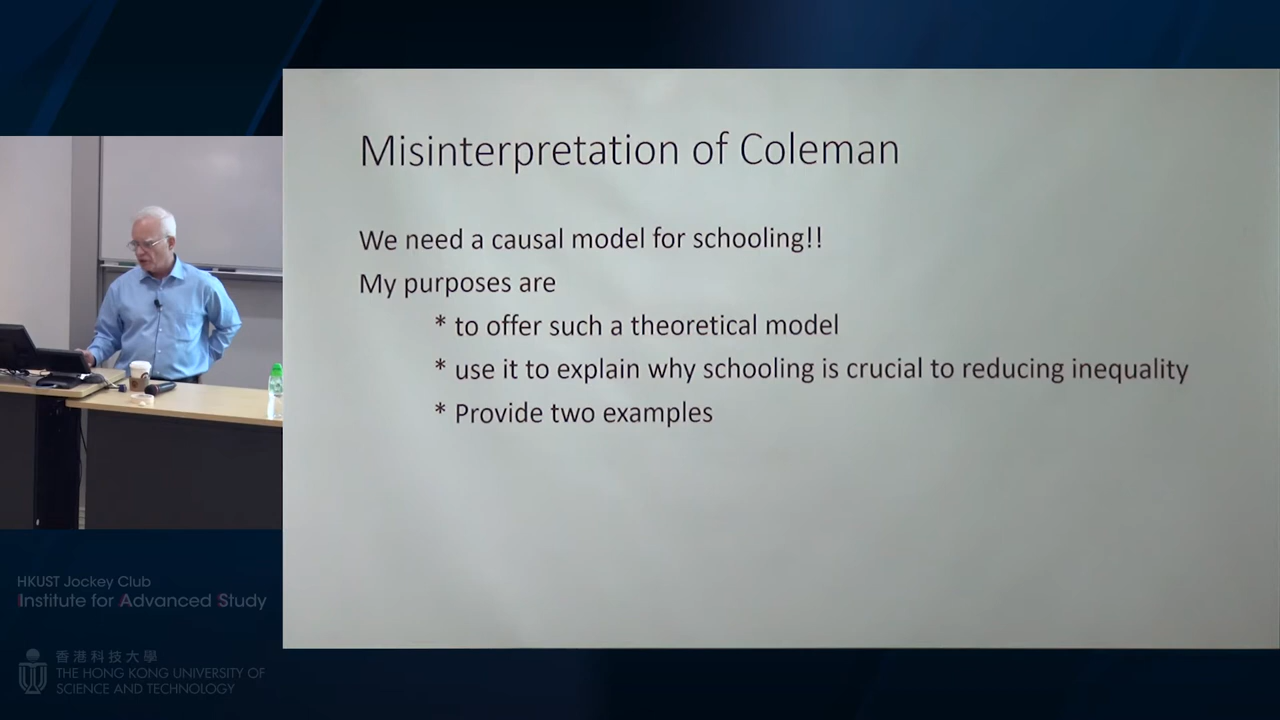 Misinterpretation of Coleman
We need a causal model for schooling!!
My purposes are
* to offer such a theoretical model
* use it to explain why schooling is crucial to reducing inequality
* Provide two examples
HKUST Jockey Club
Institute for Advanced Study
香港科技大學
THE HONG KONG UNIVERSITY OF
SCIENCE AND TECHNOLOGY